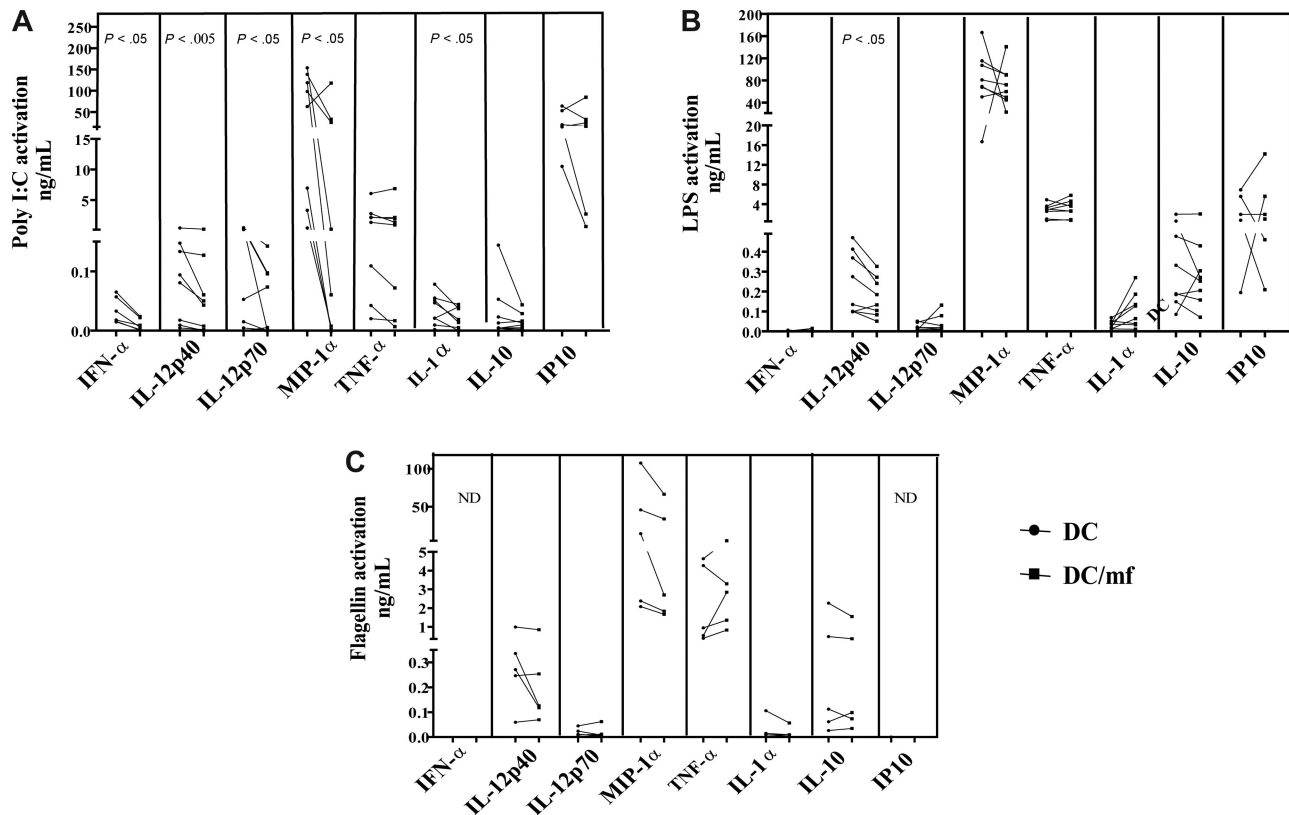 A
Poly I:C activation
ng/mL
250
200
150
100
50
15
10
5
0.1
0.0
P < .05
P < .005
P < .05
P < .05
P < .05
IFN-α
IL-12p40
IL-12p70
MIP-1α
TNF-α
IL-1α
IL-10
IP10
B
LPS activation
ng/mL
200
160
120
80
40
20
16
12
8
4
0.4
0.3
0.2
0.1
0.0
P < .05
DC
IFN-α
IL-12p40
IL-12p70
MIP-1α
TNF-α
IL-1α
IL-10
IP10
C
Flagellin activation
ng/mL
100
50
5
4
3
2
1
0.3
0.2
0.1
0.0
ND
ND
IFN-α
IL-12p40
IL-12p70
MIP-1α
TNF-α
IL-1α
IL-10
IP10
DC
DC/mf